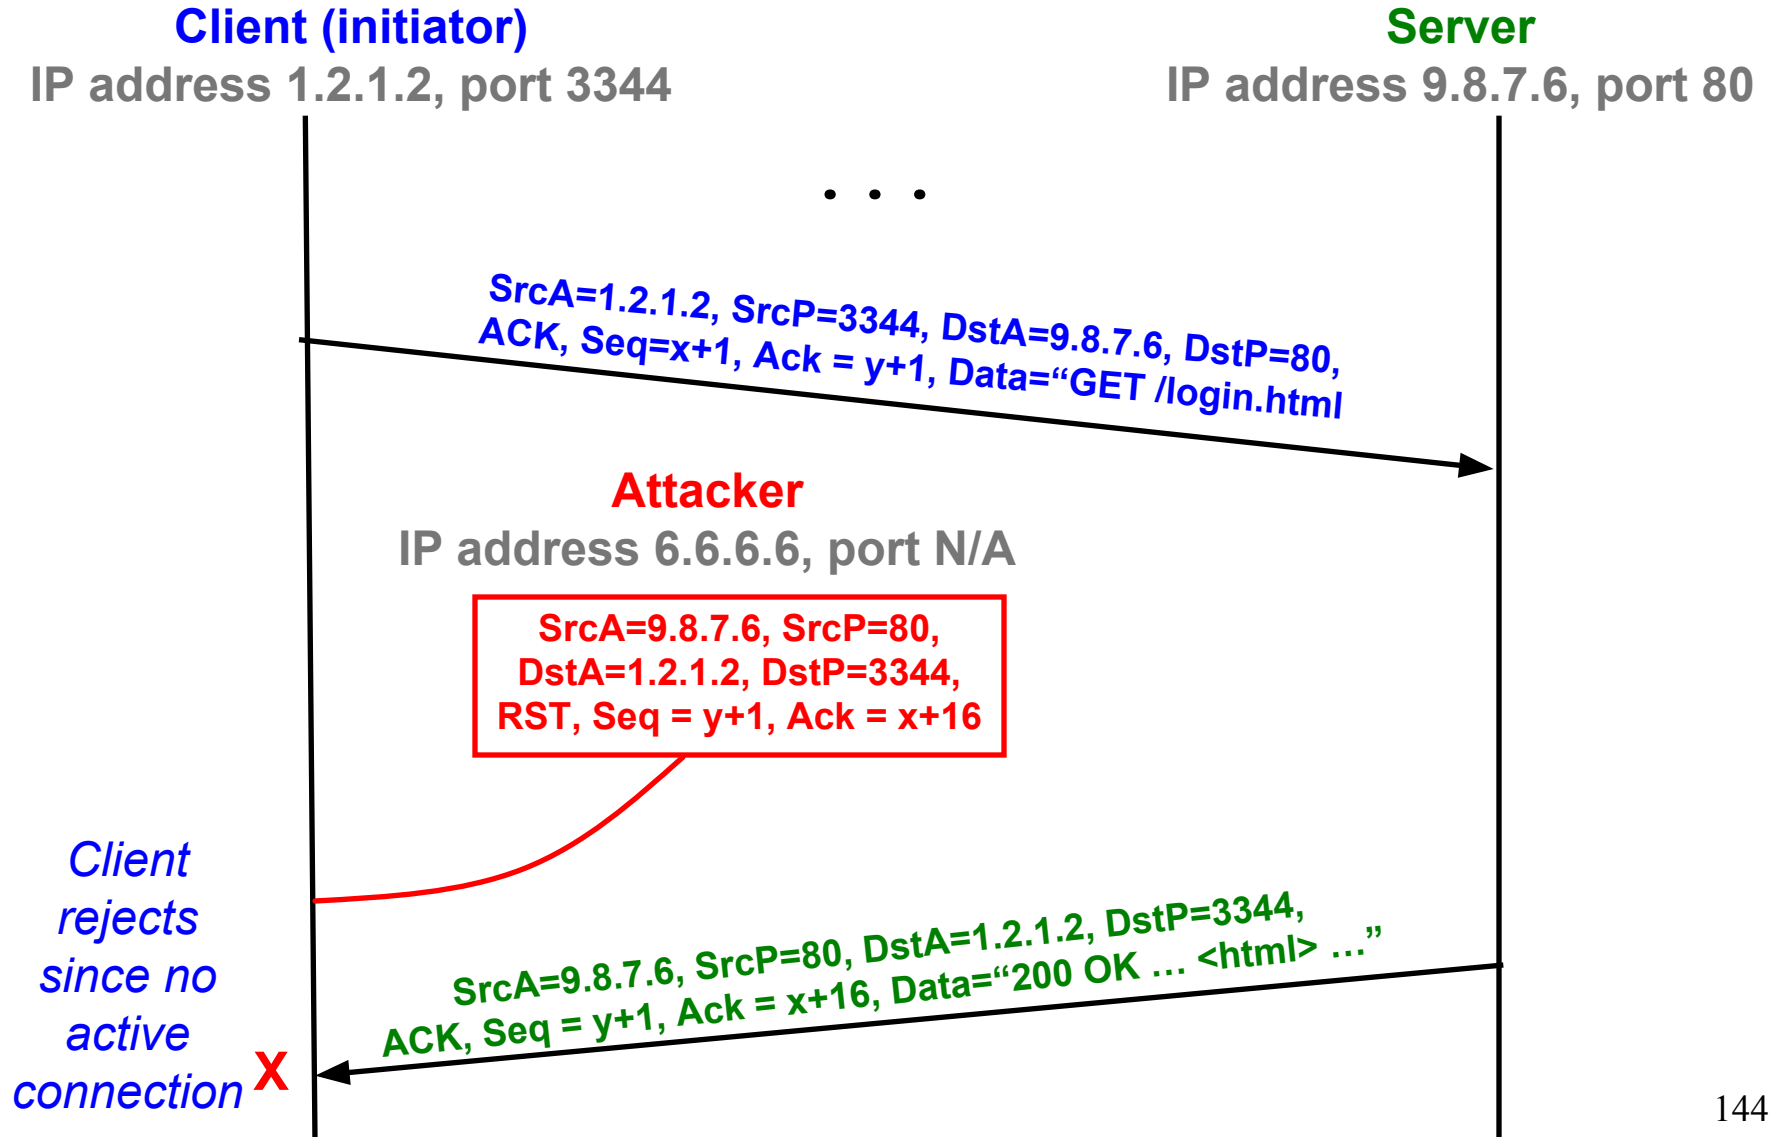 Client (initiator)
IP address 1.2.1.2, port 3344
Server
IP address 9.8.7.6, port 80
. . .
SrcA=1.2.1.2, SrcP=3344, DstA=9.8.7.6, DstP=80,
ACK, Seq=x+1, Ack = y+1, Data=“GET /login.html
Attacker
IP address 6.6.6.6, port N/A
SrcA=9.8.7.6, SrcP=80,
DstA=1.2.1.2, DstP=3344,
RST, Seq = y+1, Ack = x+16
Client
rejects
since no
active
connection
X
SrcA=9.8.7.6, SrcP=80, DstA=1.2.1.2, DstP=3344,
ACK, Seq = y+1, Ack = x+16, Data=“200 OK … <html> …”
144